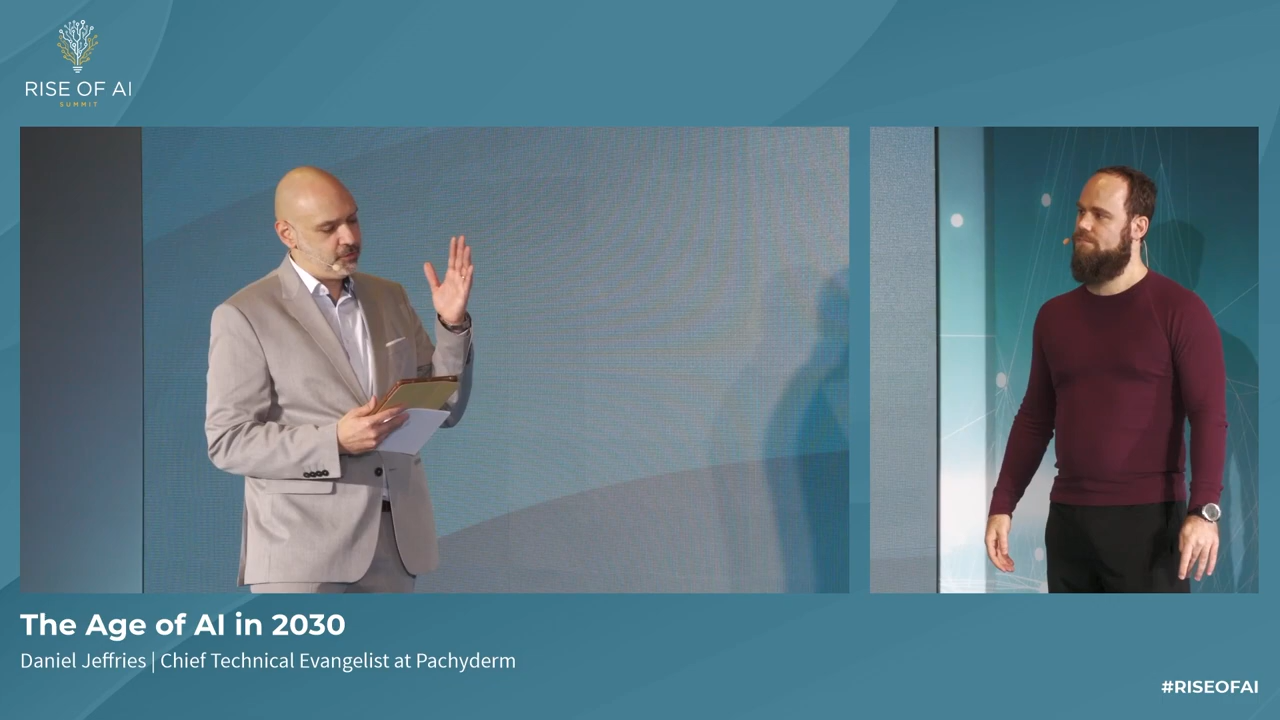 RISE OF AI
SUMMIT
The Age of AI in 2030
Daniel Jeffries | Chief Technical Evangelist at Pachyderm
#RISEOFAI